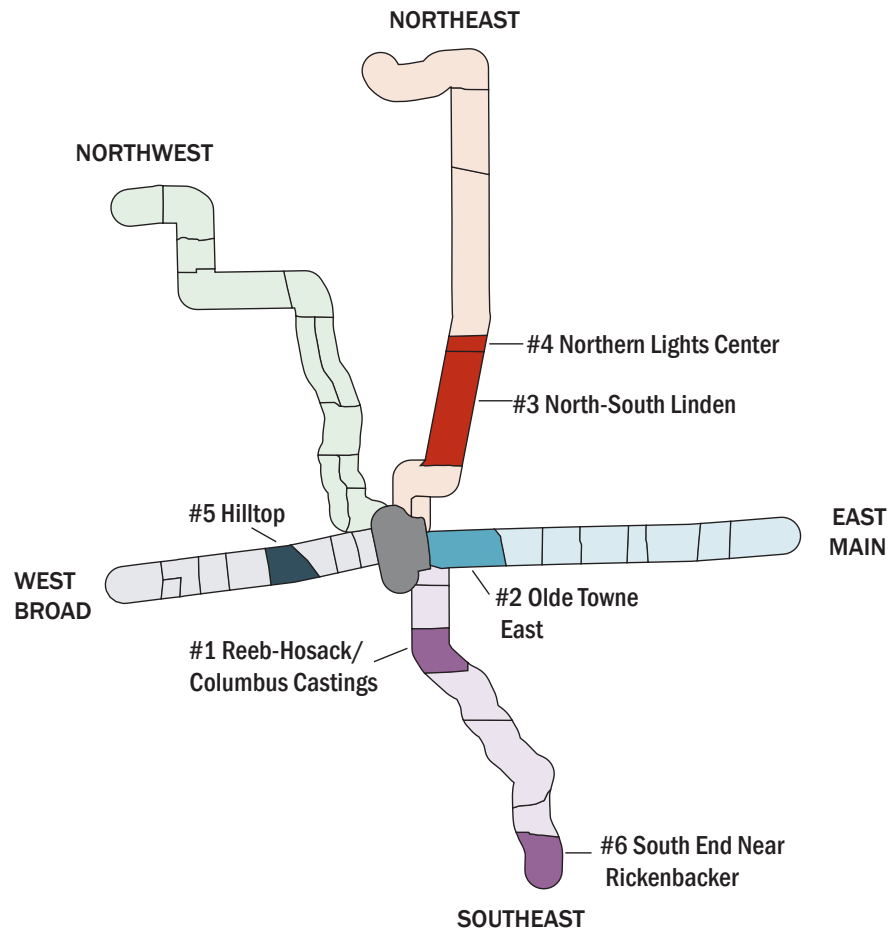 NORTHEAST
NORTHWEST
#4 Northern Lights Center
#3 North-South Linden
#5 Hilltop
EAST
MAIN
WEST
BROAD
#2 Olde Towne
East
#1 Reeb-Hosack/
Columbus Castings
#6 South End Near
Rickenbacker
SOUTHEAST